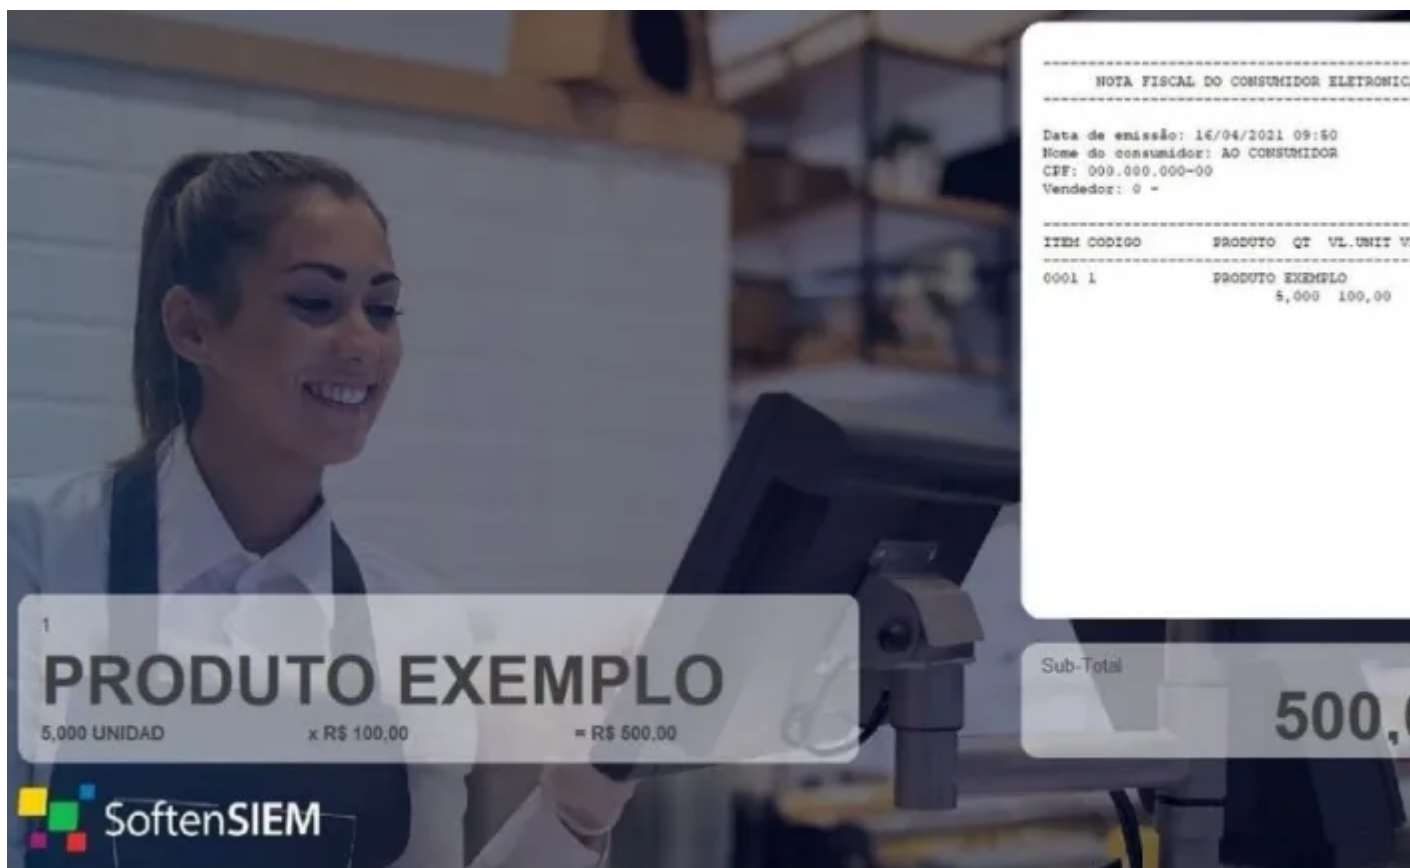 NOTA FISCAL DO CONSUMIDOR ELETRONICA
Data de emissão: 16/04/2021 09:50
Nome do consumidor: AO CONSUMIDOR
CPF: 000.000.000-00
Vendedor: 0 -
ITEM CODIGO PRODUTO QT VL.UNIT
0001 1 PRODUTO EXEMPLO
5,000 100,00
1
PRODUTO EXEMPLO
5,000 UNIDAD x R$ 100,00 = R$ 500,00
Sub-Total
500,0
SoftenSIEM